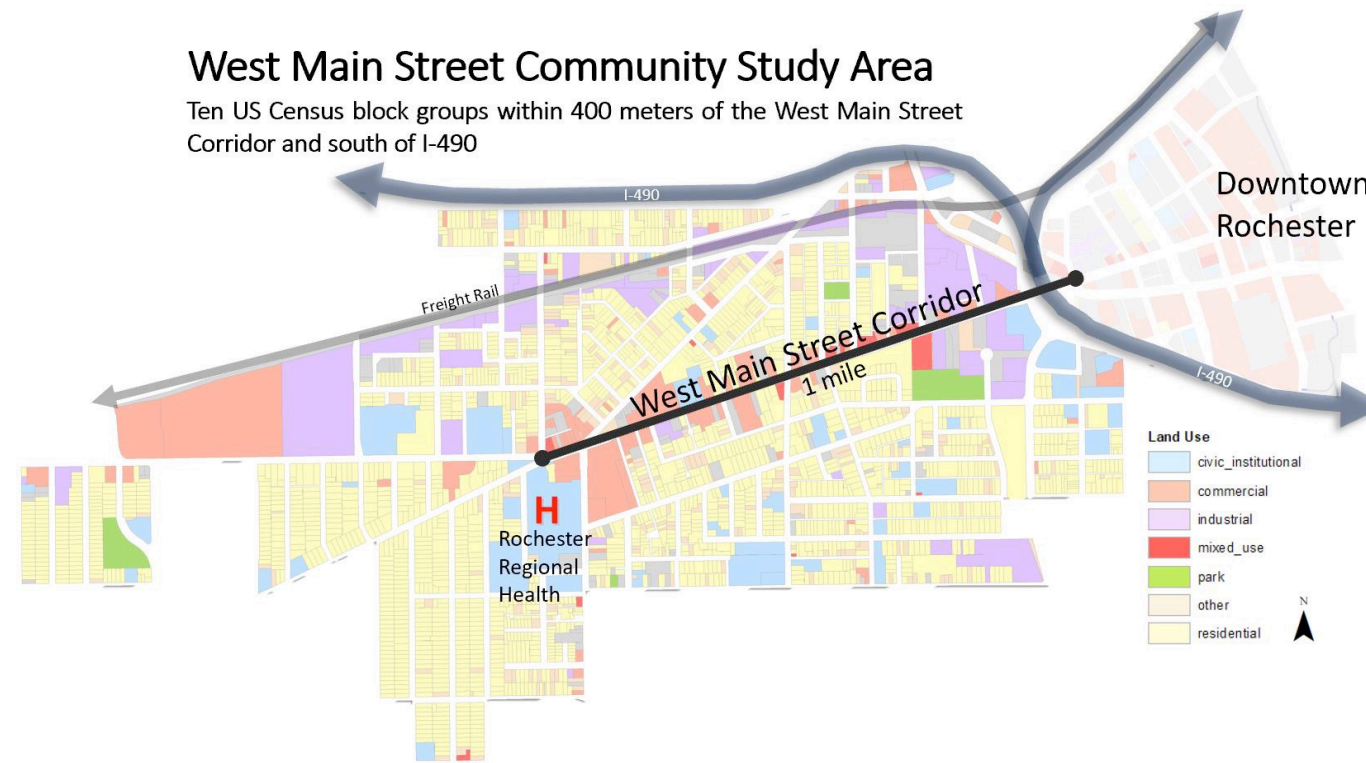 West Main Street Community Study Area
Ten US Census block groups within 400 meters of the West Main Street
Corridor and south of I-490
I-490
Downtown
Rochester
Freight Rail
West Main Street Corridor
1 mile
I-490
H
Rochester
Regional
Health
Land Use
civic_institutional
commercial
industrial
mixed_use
park
other
residential
N